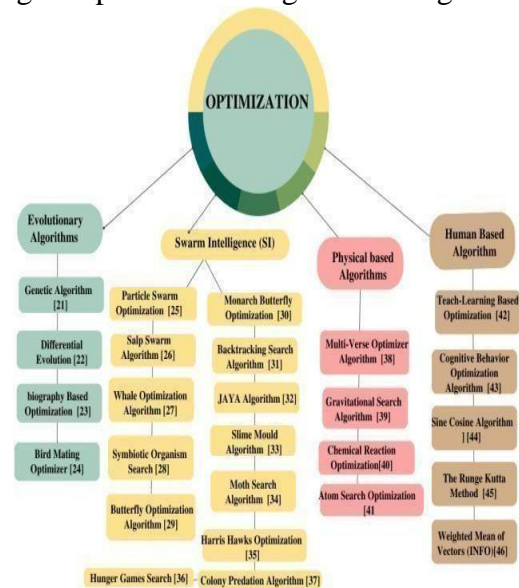 OPTIMIZATION
Evolutionary
Algorithms
Genetic Algorithm
[21]
Differential
Evolution [22]
biography Based
Optimization [23]
Bird Mating
Optimizer [24]
Swarm Intelligence (SI)
Particle Swarm
Optimization [25]
Salp Swarm
Algorithm [26]
Whale Optimization
Algorithm [27]
Symbiotic Organism
Search [28]
Butterfly Optimization
Algorithm [29]
Monarch Butterfly
Optimization [30]
Backtracking Search
Algorithm [31]
JAYA Algorithm [32]
Slime Mould
Algorithm [33]
Moth Search
Algorithm [34]
Harris Hawks Optimization
[35]
Hunger Games Search [36]
Colony Predation Algorithm [37]
Physical based
Algorithms
Multi-Verse Optimizer
Algorithm [38]
Gravitational Search
Algorithm [39]
Chemical Reaction
Optimization[40]
Atom Search Optimization
[41
Human Based
Algorithm
Teach-Learning Based
Optimization [42]
Cognitive Behavior
Optimization
Algorithm [43]
Sine Cosine Algorithm
] [44]
The Runge Kutta
Method [45]
Weighted Mean of
Vectors (INFO)[46]